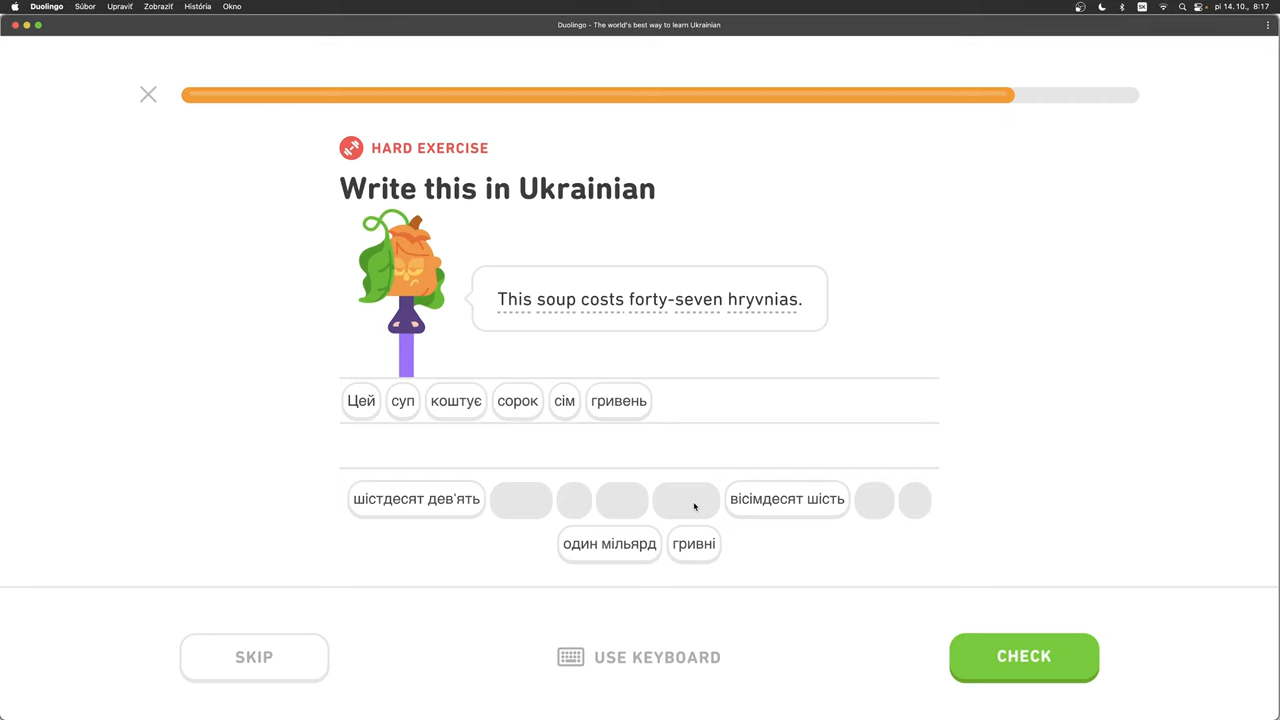 Duolingo Súbor Upraviť Zobraziť História Okno SK pi 14.10., 8:17
Duolingo - The world's best way to learn Ukrainian
HARD EXERCISE
Write this in Ukrainian
This soup costs forty-seven hryvnias.
Цей суп коштує сорок сім гривень
шістдесят дев'ять вісімдесят шість
один мільярд гривні
SKIP USE KEYBOARD CHECK